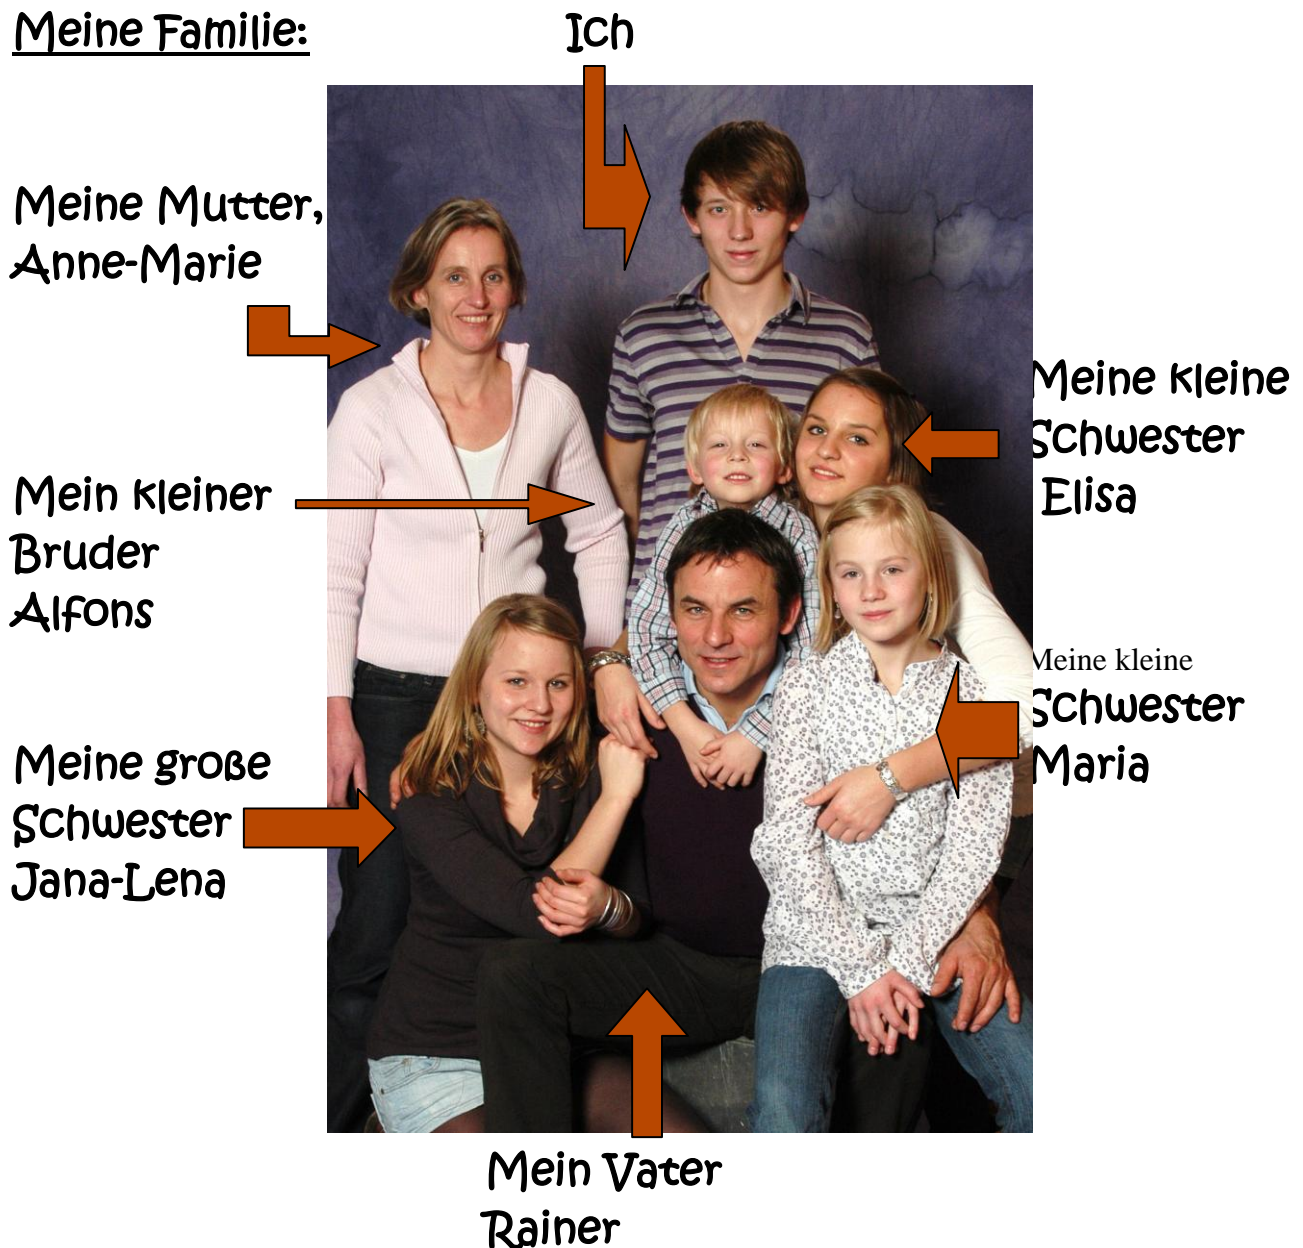 Meine Familie:
Ich
Meine Mutter,
Anne-Marie
Meine kleine
Schwester
Elisa
Mein kleiner
Bruder
Alfons
Meine kleine
Schwester
Maria
Meine große
Schwester
Jana-Lena
Mein Vater
Rainer